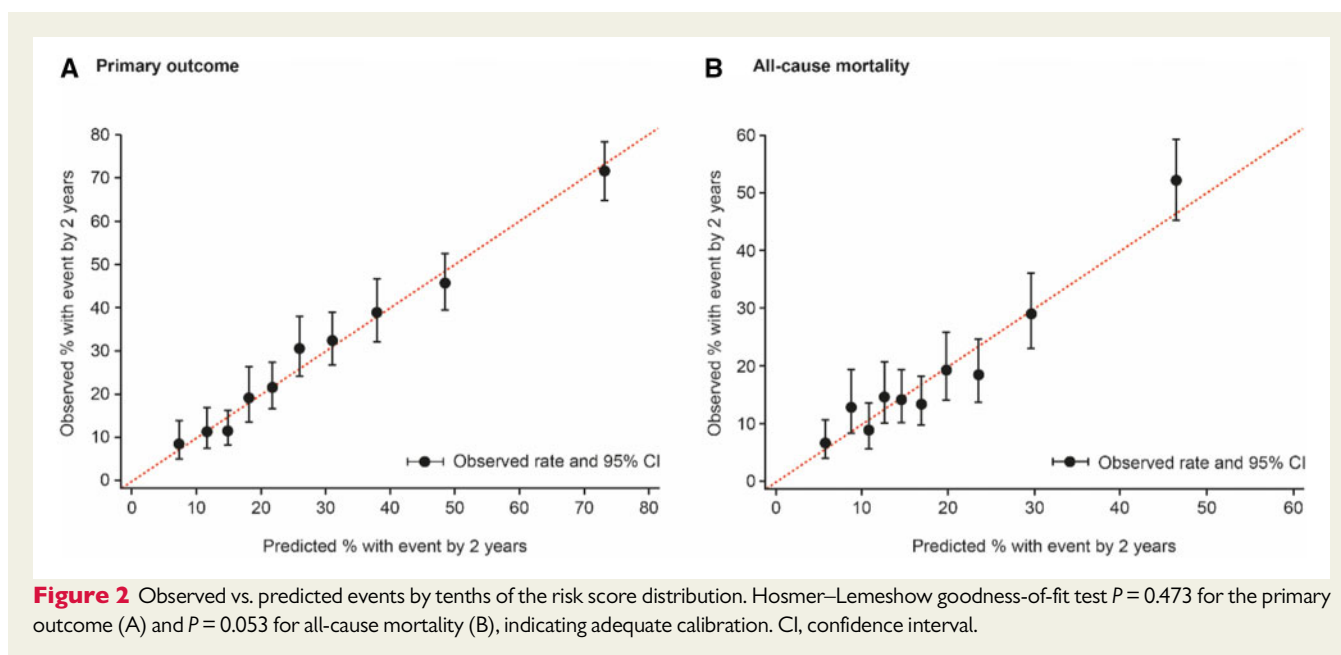 A Primary outcome
80
70
60
50
40
30
20
10
0
Observed % with event by 2 years
Observed rate and 95% CI
0 10 20 30 40 50 60 70 80
Predicted % with event by 2 years
B All-cause mortality
60
50
40
30
20
10
0
Observed % with event by 2 years
Observed rate and 95% CI
0 10 20 30 40 50 60
Predicted % with event by 2 years
Figure 2 Observed vs. predicted events by tenths of the risk score distribution. Hosmer–Lemeshow goodness-of-fit test P = 0.473 for the primary
outcome (A) and P = 0.053 for all-cause mortality (B), indicating adequate calibration. CI, confidence interval.